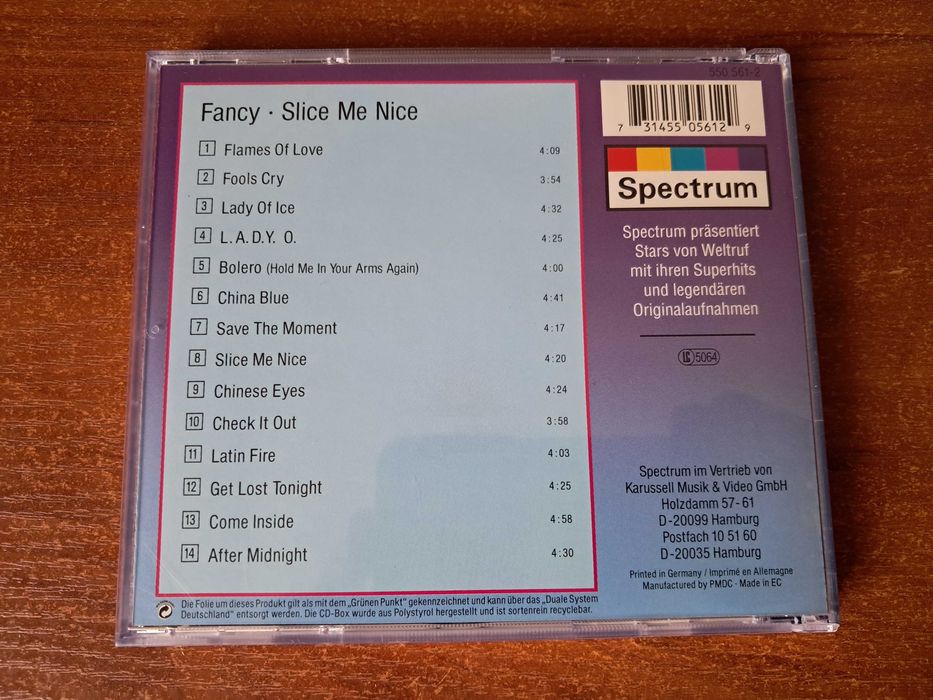 550 561-2
Fancy · Slice Me Nice
1 Flames Of Love 4:09
2 Fools Cry 3:54
3 Lady Of Ice 4:32
4 L.A.D.Y. O. 4:25
5 Bolero (Hold Me In Your Arms Again) 4:00
6 China Blue 4:41
7 Save The Moment 4:17
8 Slice Me Nice 4:20
9 Chinese Eyes 4:24
10 Check It Out 3:58
11 Latin Fire 4:03
12 Get Lost Tonight 4:25
13 Come Inside 4:58
14 After Midnight 4:30
7 31455 05612 9
Spectrum
Spectrum präsentiert
Stars von Weltruf
mit ihren Superhits
und legendären
Originalaufnahmen
LC 5064
Spectrum im Vertrieb von
Karussell Musik & Video GmbH
Holzdamm 57-61
D-20099 Hamburg
Postfach 10 51 60
D-20035 Hamburg
Printed in Germany / Imprimé en Allemagne
Manufactured by PMDC · Made in EC
Die Folie um dieses Produkt gilt als mit dem „Grünen Punkt" gekennzeichnet und kann über das „Duale System
Deutschland" entsorgt werden. Die CD-Box wurde aus Polystyrol hergestellt und ist sortenrein recyclebar.